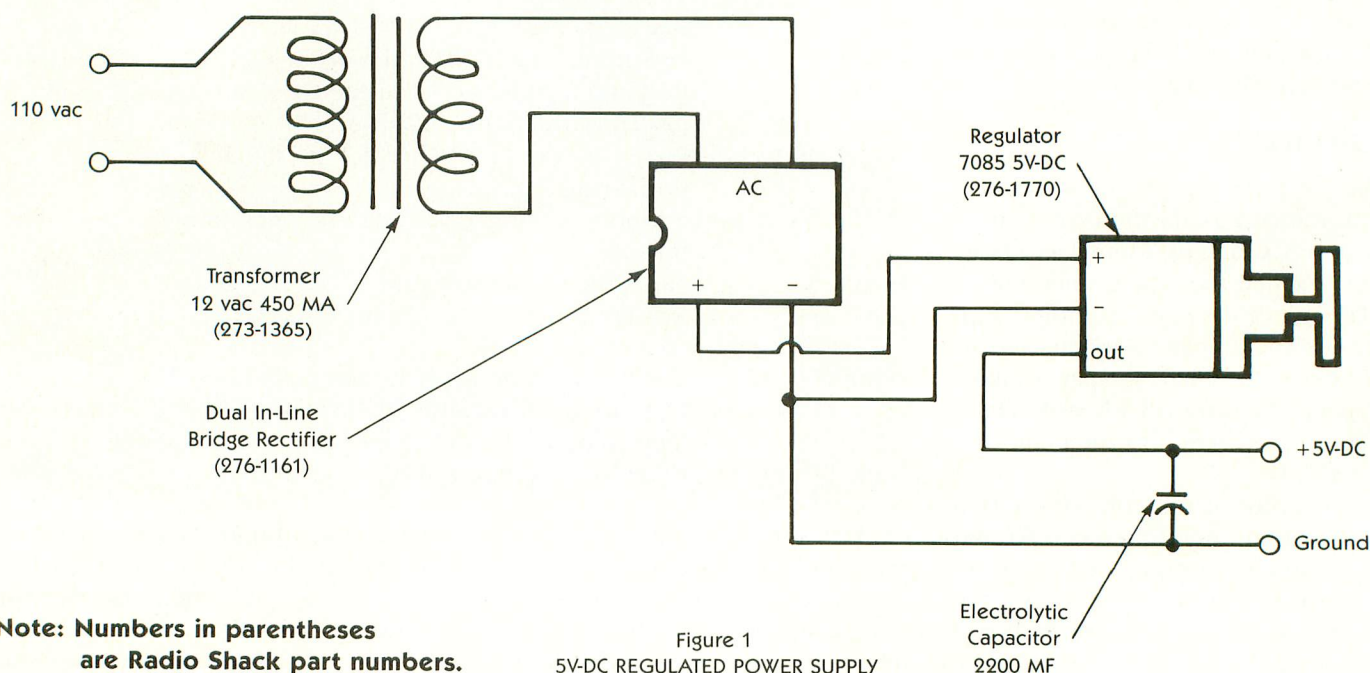 110 vac
Transformer
12 vac 450 MA
(273-1365)
Dual In-Line
Bridge Rectifier
(276-1161)
AC
+ −
Regulator
7085 5V-DC
(276-1770)
+
−
out
+5V-DC
Ground
Electrolytic
Capacitor
2200 MF
Note: Numbers in parentheses
are Radio Shack part numbers.
Figure 1
5V-DC REGULATED POWER SUPPLY